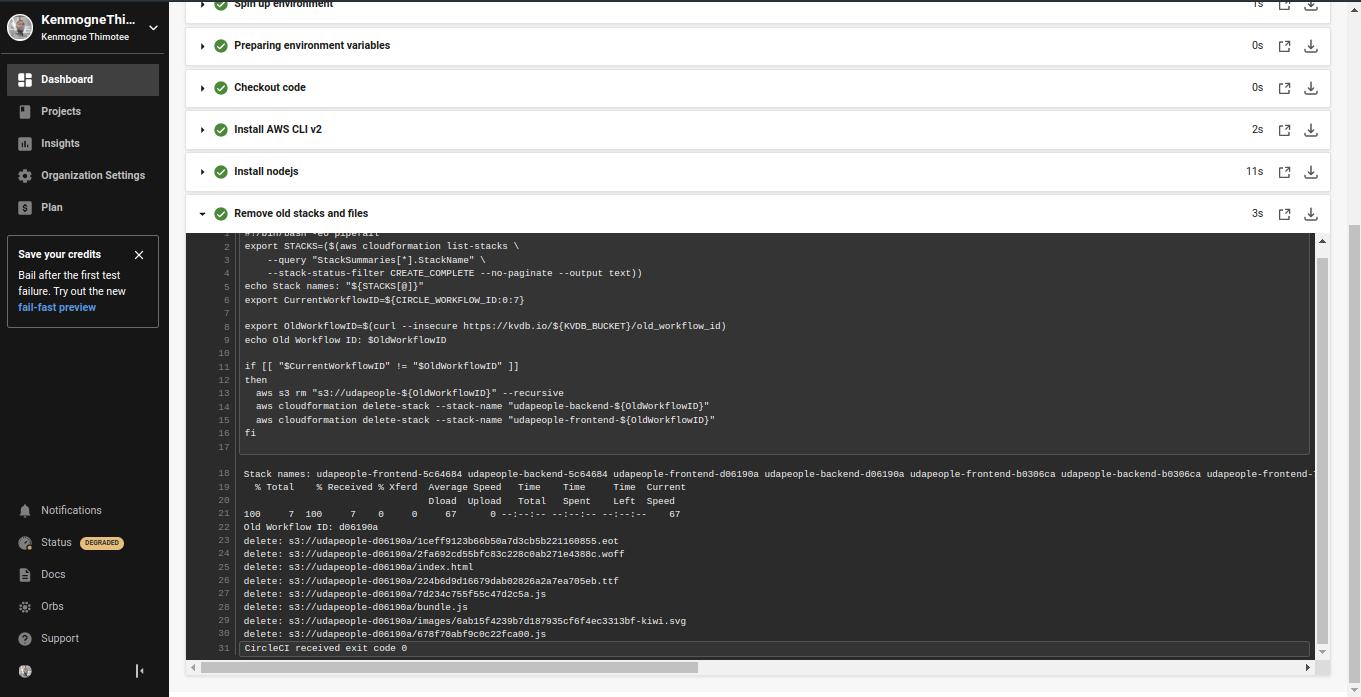 KenmogneThi...
Kenmogne Thimotee
Dashboard
Projects
Insights
Organization Settings
Plan
Save your credits
Bail after the first test
failure. Try out the new
fail-fast preview
Notifications
Status DEGRADED
Docs
Orbs
Support
Spin up environment 1s
Preparing environment variables 0s
Checkout code 0s
Install AWS CLI v2 2s
Install nodejs 11s
Remove old stacks and files 3s
1 #!/bin/bash -eo pipefail
2 export STACKS=($(aws cloudformation list-stacks \
3 --query "StackSummaries[*].StackName" \
4 --stack-status-filter CREATE_COMPLETE --no-paginate --output text))
5 echo Stack names: "${STACKS[@]}"
6 export CurrentWorkflowID=${CIRCLE_WORKFLOW_ID:0:7}
7
8 export OldWorkflowID=$(curl --insecure https://kvdb.io/${KVDB_BUCKET}/old_workflow_id)
9 echo Old Workflow ID: $OldWorkflowID
10
11 if [[ "$CurrentWorkflowID" != "$OldWorkflowID" ]]
12 then
13 aws s3 rm "s3://udapeople-${OldWorkflowID}" --recursive
14 aws cloudformation delete-stack --stack-name "udapeople-backend-${OldWorkflowID}"
15 aws cloudformation delete-stack --stack-name "udapeople-frontend-${OldWorkflowID}"
16 fi
17
18 Stack names: udapeople-frontend-5c64684 udapeople-backend-5c64684 udapeople-frontend-d06190a udapeople-backend-d06190a udapeople-frontend-b0306ca udapeople-backend-b0306ca udapeople-frontend-
19 % Total % Received % Xferd Average Speed Time Time Time Current
20 Dload Upload Total Spent Left Speed
21 100 7 100 7 0 0 67 0 --:--:-- --:--:-- --:--:-- 67
22 Old Workflow ID: d06190a
23 delete: s3://udapeople-d06190a/1ceff9123b66b50a7d3cb5b221160855.eot
24 delete: s3://udapeople-d06190a/2fa692cd55bfc83c228c0ab271e4388c.woff
25 delete: s3://udapeople-d06190a/index.html
26 delete: s3://udapeople-d06190a/224b6d9d16679dab02826a2a7ea705eb.ttf
27 delete: s3://udapeople-d06190a/7d234c755f55c47d2c5a.js
28 delete: s3://udapeople-d06190a/bundle.js
29 delete: s3://udapeople-d06190a/images/6ab15f4239b7d187935cf6f4ec3313bf-kiwi.svg
30 delete: s3://udapeople-d06190a/678f70abf9c0c22fca00.js
31 CircleCI received exit code 0